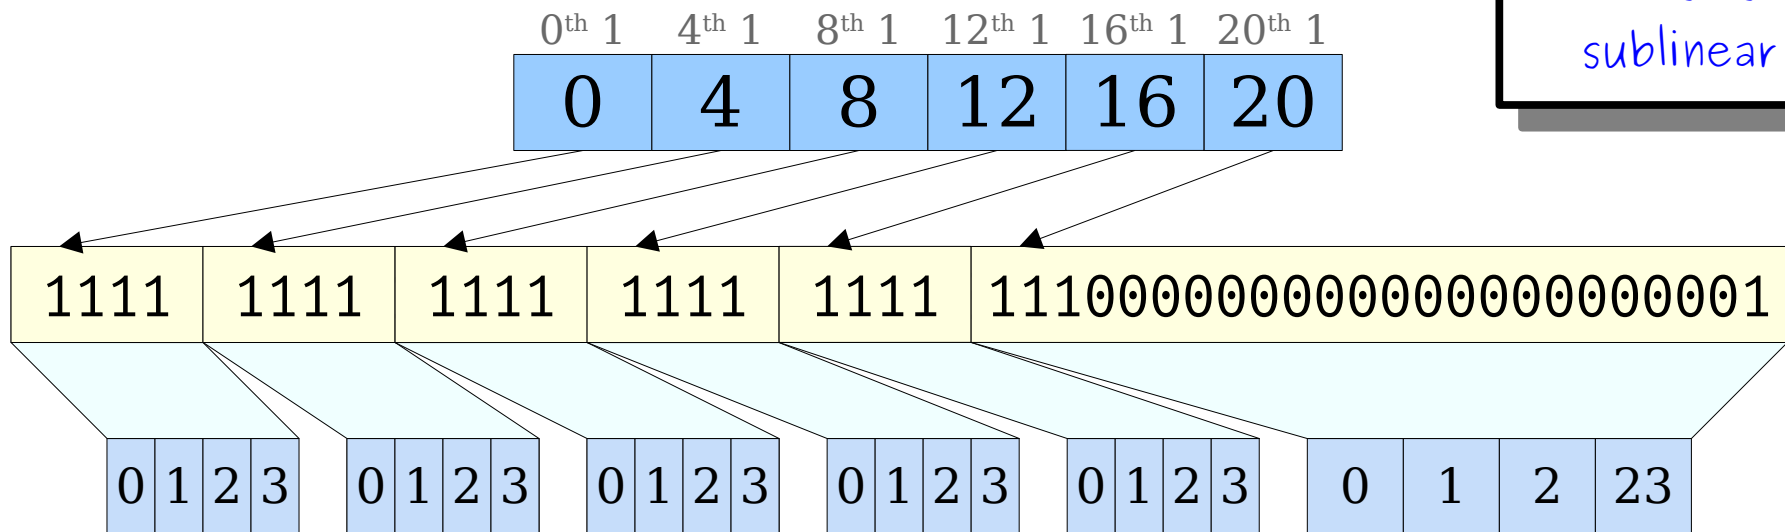 0th 1 4th 1 8th 1 12th 1 16th 1 20th 1
sublinear
0 4 8 12 16 20
1111 1111 1111 1111 1111 111000000000000000000001
0 1 2 3 0 1 2 3 0 1 2 3 0 1 2 3 0 1 2 3 0 1 2 23